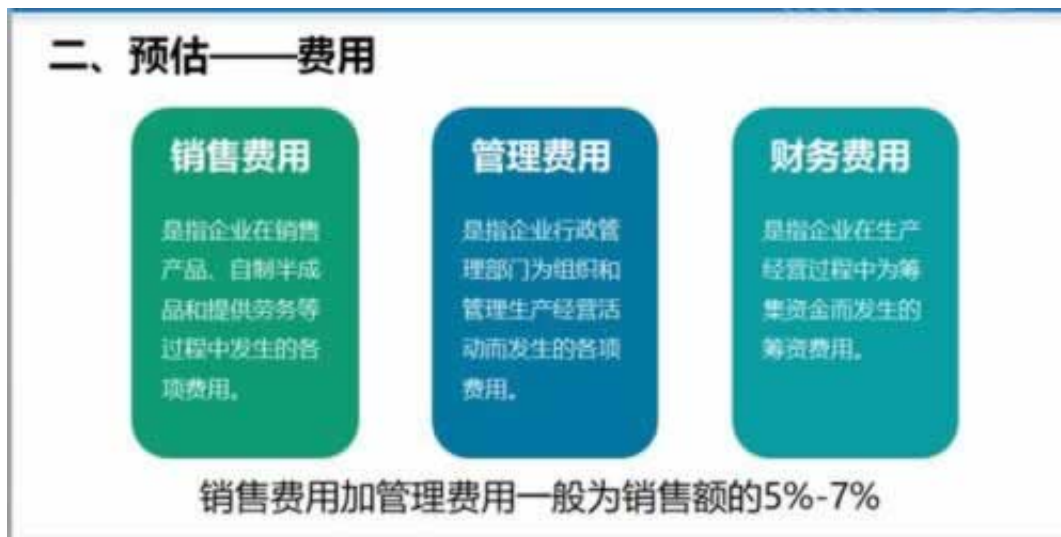 二、预估——费用
销售费用
是指企业在销售
产品、自制半成
品和提供劳务等
过程中发生的各
项费用。
管理费用
是指企业行政管
理部门为组织和
管理生产经营活
动而发生的各项
费用。
财务费用
是指企业在生产
经营过程中为筹
集资金而发生的
筹资费用。
销售费用加管理费用一般为销售额的5%-7%